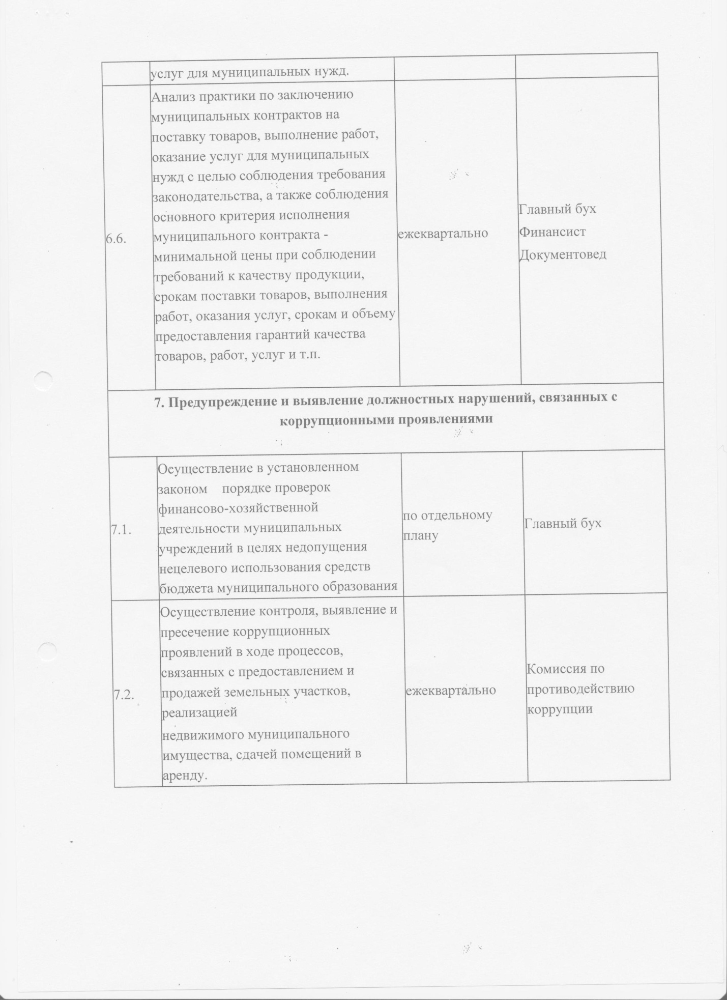 услуг для муниципальных нужд.
6.6.
Анализ практики по заключению
муниципальных контрактов на
поставку товаров, выполнение работ,
оказание услуг для муниципальных
нужд с целью соблюдения требования
законодательства, а также соблюдения
основного критерия исполнения
муниципального контракта -
минимальной цены при соблюдении
требований к качеству продукции,
срокам поставки товаров, выполнения
работ, оказания услуг, срокам и объему
предоставления гарантий качества
товаров, работ, услуг и т.п.
ежеквартально
Главный бух
Финансист
Документовед
7. Предупреждение и выявление должностных нарушений, связанных с
коррупционными проявлениями
7.1.
Осуществление в установленном
законом порядке проверок
финансово-хозяйственной
деятельности муниципальных
учреждений в целях недопущения
нецелевого использования средств
бюджета муниципального образования
по отдельному
плану
Главный бух
7.2.
Осуществление контроля, выявление и
пресечение коррупционных
проявлений в ходе процессов,
связанных с предоставлением и
продажей земельных участков,
реализацией
недвижимого муниципального
имущества, сдачей помещений в
аренду.
ежеквартально
Комиссия по
противодействию
коррупции